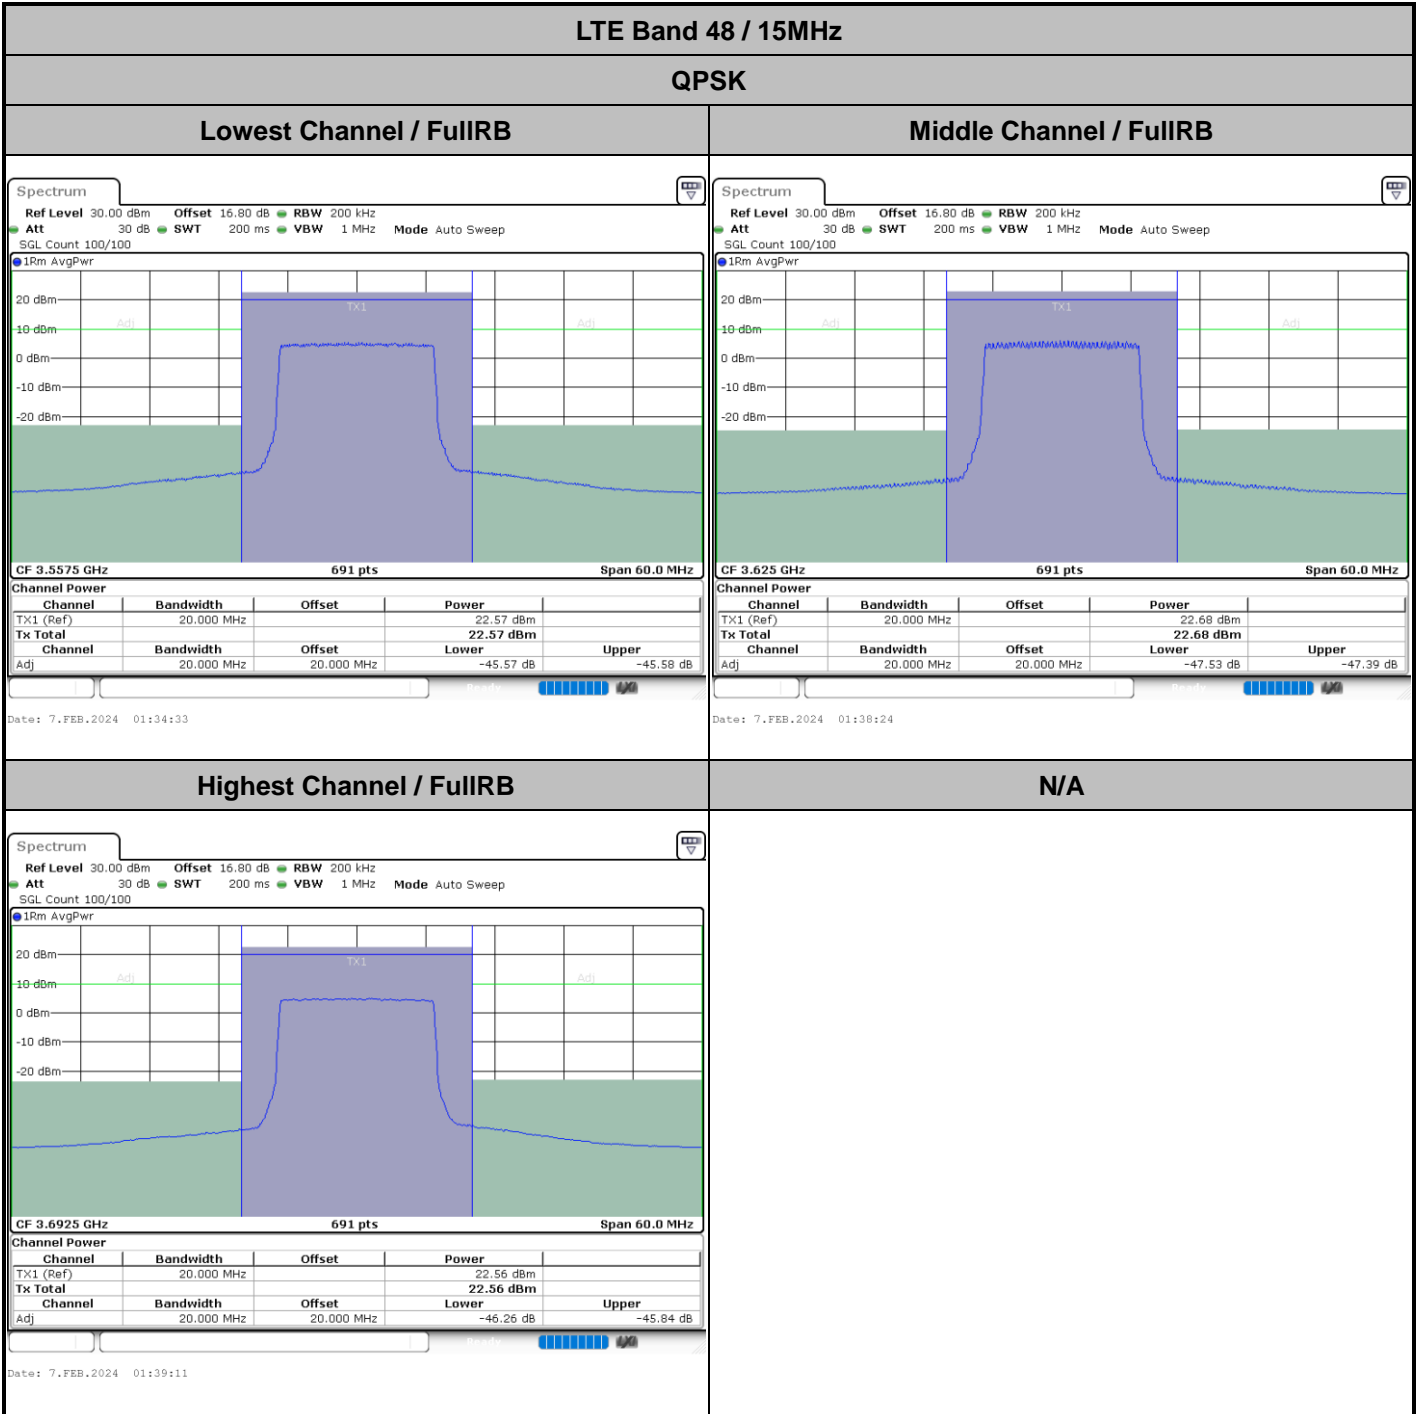 LTE Band 48 / 15MHz
QPSK
Lowest Channel / FullRB
Middle Channel / FullRB
Spectrum
Ref Level 30.00 dBm Offset 16.80 dB RBW 200 kHz
Att 30 dB SWT 200 ms VBW 1 MHz Mode Auto Sweep
SGL Count 100/100
1Rm AvgPwr
TX1
20 dBm
Adj Adj
10 dBm
0 dBm
-10 dBm
-20 dBm
CF 3.5575 GHz 691 pts Span 60.0 MHz
Channel Power
Channel Bandwidth Offset Power
TX1 (Ref) 20.000 MHz 22.57 dBm
Tx Total 22.57 dBm
Channel Bandwidth Offset Lower Upper
Adj 20.000 MHz 20.000 MHz -45.57 dB -45.58 dB
Ready
Date: 7.FEB.2024 01:34:33
Spectrum
Ref Level 30.00 dBm Offset 16.80 dB RBW 200 kHz
Att 30 dB SWT 200 ms VBW 1 MHz Mode Auto Sweep
SGL Count 100/100
1Rm AvgPwr
TX1
20 dBm
Adj Adj
10 dBm
0 dBm
-10 dBm
-20 dBm
CF 3.625 GHz 691 pts Span 60.0 MHz
Channel Power
Channel Bandwidth Offset Power
TX1 (Ref) 20.000 MHz 22.68 dBm
Tx Total 22.68 dBm
Channel Bandwidth Offset Lower Upper
Adj 20.000 MHz 20.000 MHz -47.53 dB -47.39 dB
Ready
Date: 7.FEB.2024 01:38:24
Highest Channel / FullRB
N/A
Spectrum
Ref Level 30.00 dBm Offset 16.80 dB RBW 200 kHz
Att 30 dB SWT 200 ms VBW 1 MHz Mode Auto Sweep
SGL Count 100/100
1Rm AvgPwr
TX1
20 dBm
Adj Adj
10 dBm
0 dBm
-10 dBm
-20 dBm
CF 3.6925 GHz 691 pts Span 60.0 MHz
Channel Power
Channel Bandwidth Offset Power
TX1 (Ref) 20.000 MHz 22.56 dBm
Tx Total 22.56 dBm
Channel Bandwidth Offset Lower Upper
Adj 20.000 MHz 20.000 MHz -46.26 dB -45.84 dB
Ready
Date: 7.FEB.2024 01:39:11